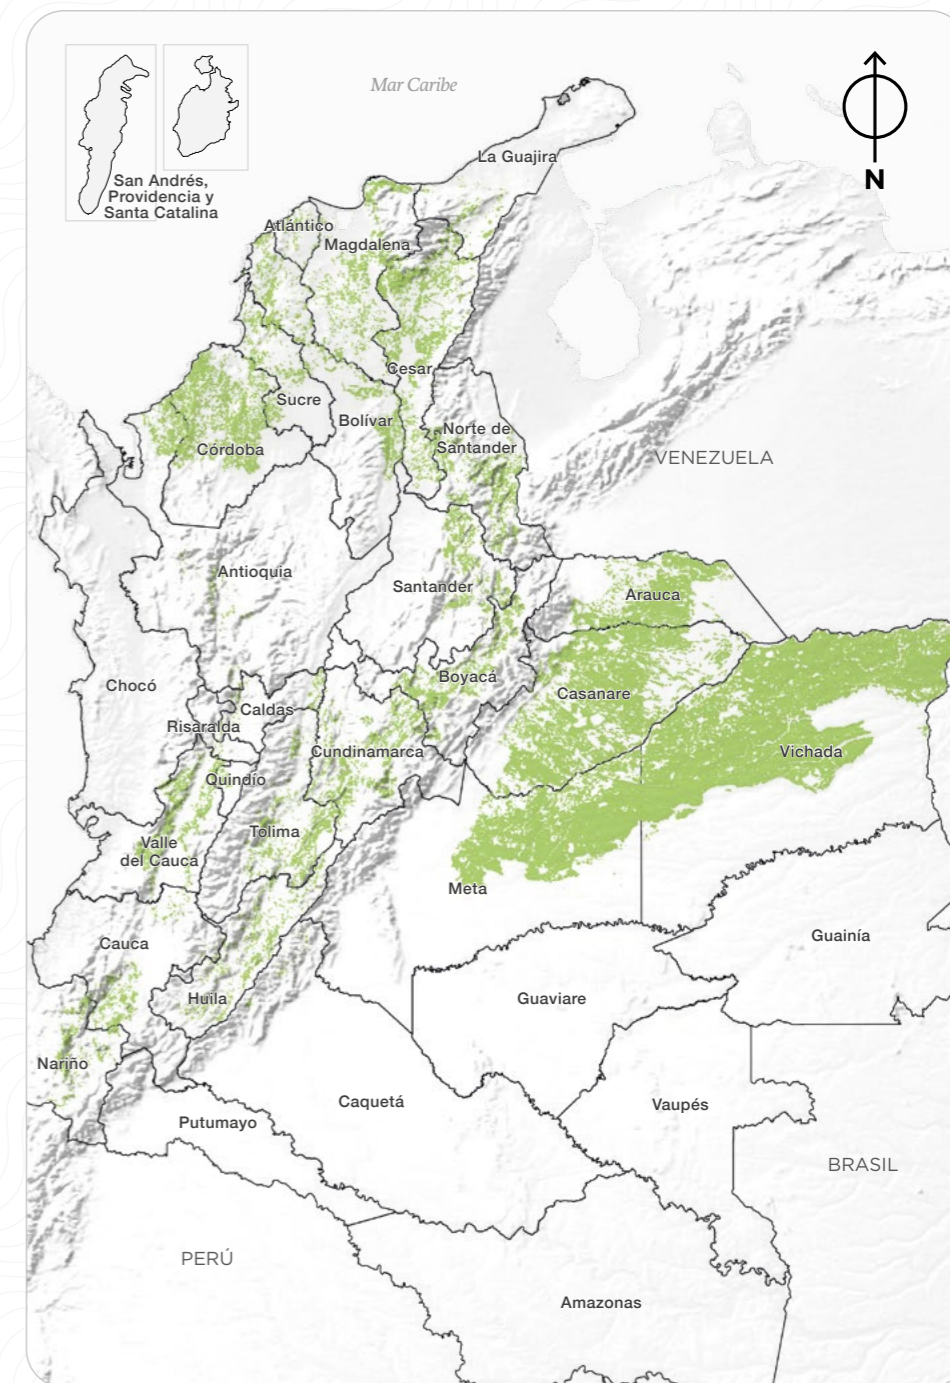 Mar Caribe
N
La Guajira
San Andrés,
Providencia y
Santa Catalina
Atlántico
Magdalena
Cesar
Sucre
Bolívar
Norte de
Santander
Córdoba
VENEZUELA
Antioquia
Santander
Arauca
Chocó
Boyacá
Casanare
Caldas
Risaralda
Cundinamarca
Vichada
Quindío
Tolima
Valle
del Cauca
Meta
Cauca
Guainía
Huila
Guaviare
Nariño
Caquetá
Vaupés
Putumayo
BRASIL
PERÚ
Amazonas